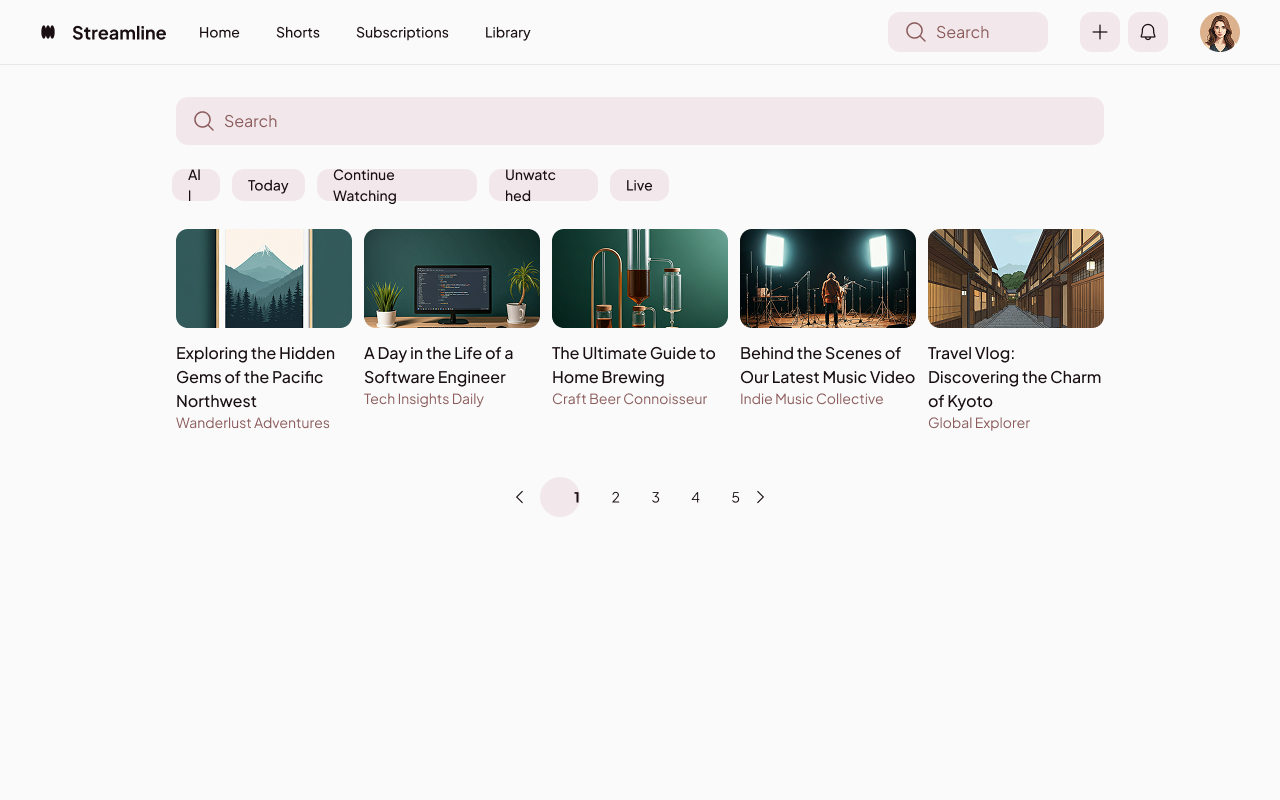 Streamline
Home
Shorts
Subscriptions
Library
Search
Search
Al
l
Today
Continue
Watching
Unwatc
hed
Live
Exploring the Hidden
Gems of the Pacific
Northwest
Wanderlust Adventures
A Day in the Life of a
Software Engineer
Tech Insights Daily
The Ultimate Guide to
Home Brewing
Craft Beer Connoisseur
Behind the Scenes of
Our Latest Music Video
Indie Music Collective
Travel Vlog:
Discovering the Charm
of Kyoto
Global Explorer
1
2
3
4
5